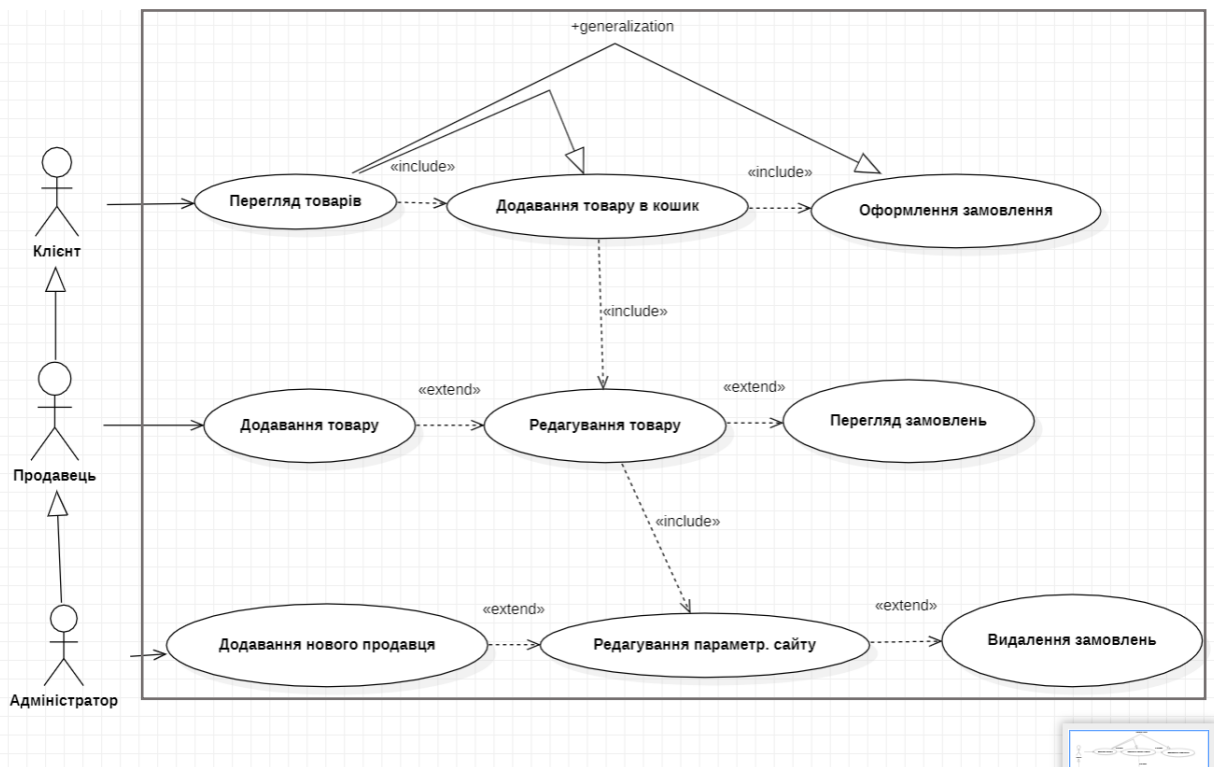 +generalization
«include»
«include»
Перегляд товарів
Додавання товару в кошик
Оформлення замовлення
Клієнт
«include»
«extend»
«extend»
Додавання товару
Редагування товару
Перегляд замовлень
Продавець
«include»
«extend»
«extend»
Додавання нового продавця
Редагування параметр. сайту
Видалення замовлень
Адміністратор